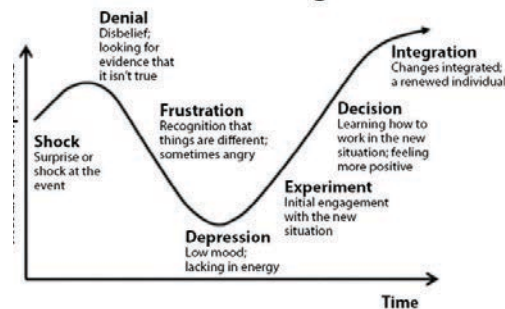 Denial
Disbelief;
looking for
evidence that
it isn't true
Integration
Changes integrated;
a renewed individual
Frustration
Recognition that
things are different;
sometimes angry
Decision
Learning how to
work in the new
situation; feeling
more positive
Shock
Surprise or
shock at the
event
Experiment
Initial engagement
with the new
situation
Depression
Low mood;
lacking in energy
Time